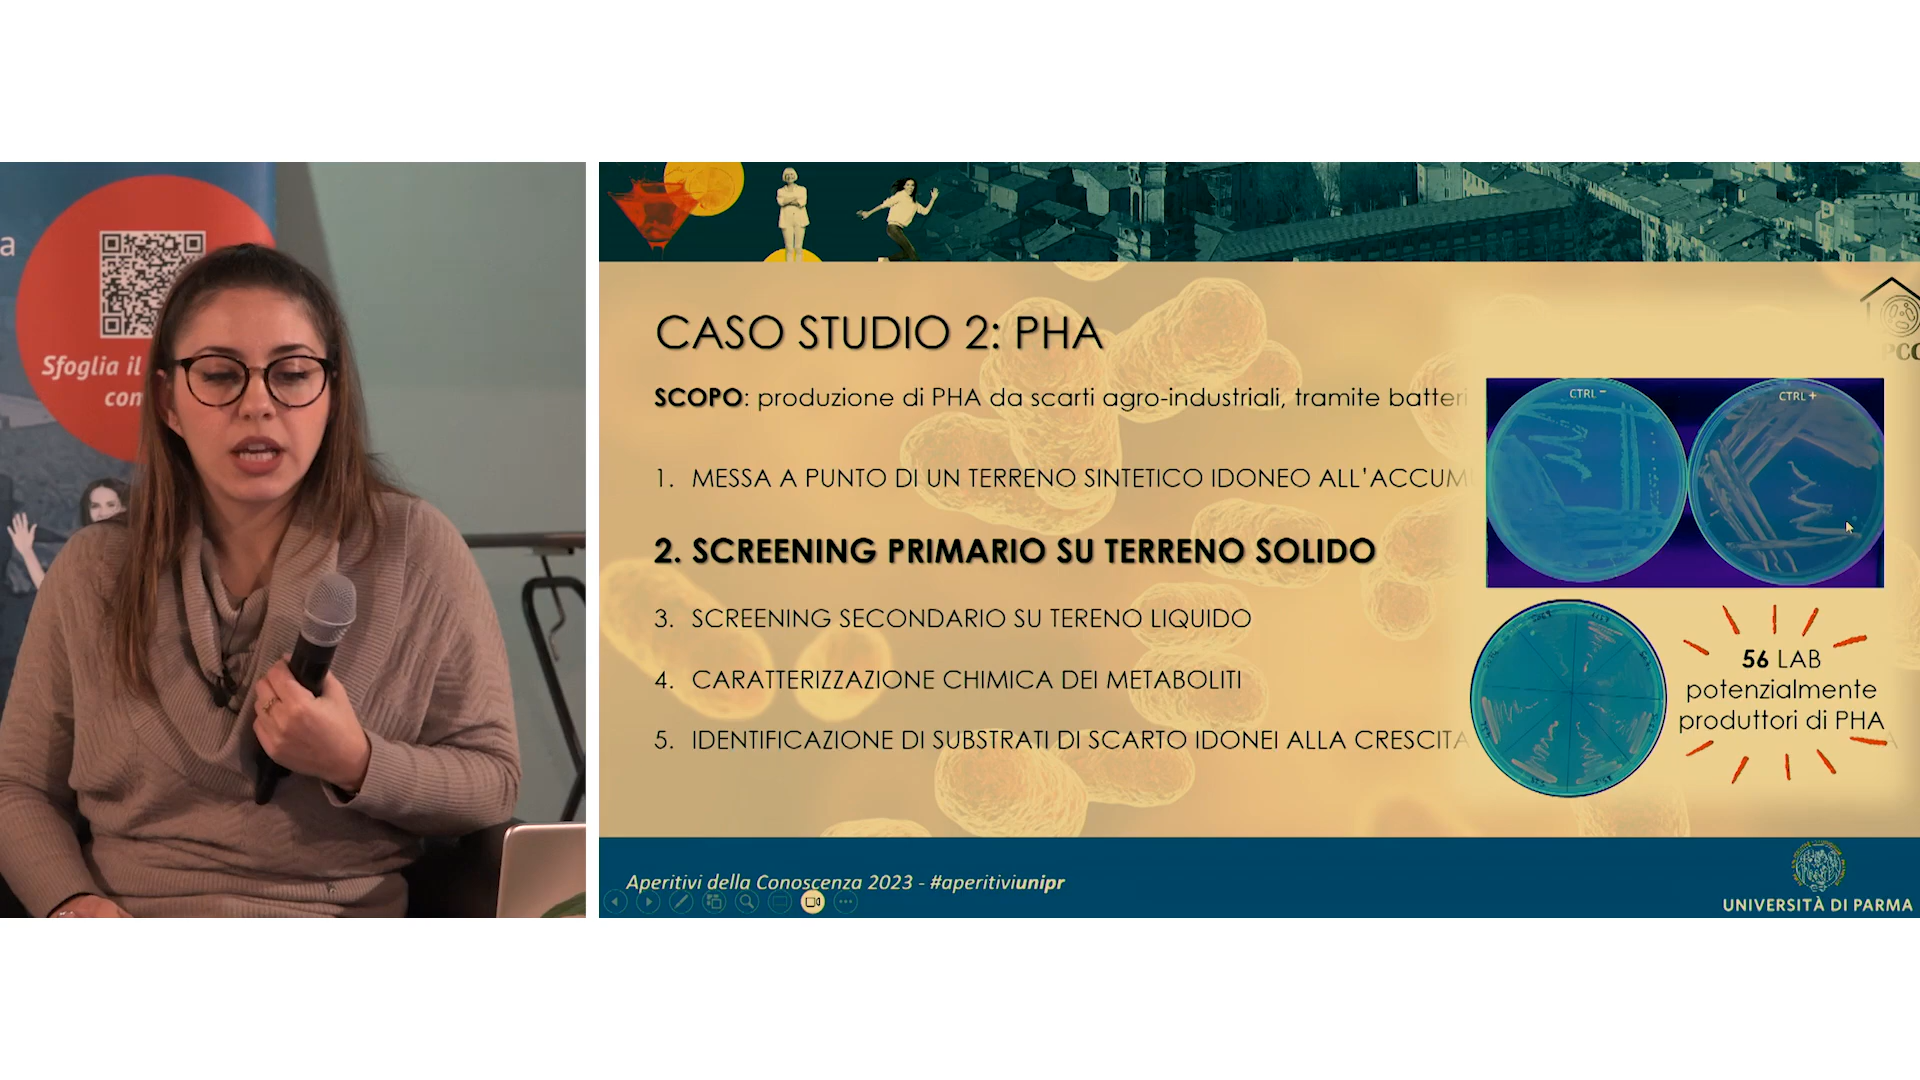 a
Sfoglia il
con
CASO STUDIO 2: PHA
SCOPO: produzione di PHA da scarti agro-industriali, tramite batteri
1. MESSA A PUNTO DI UN TERRENO SINTETICO IDONEO ALL'ACCUM
2. SCREENING PRIMARIO SU TERRENO SOLIDO
3. SCREENING SECONDARIO SU TERENO LIQUIDO
4. CARATTERIZZAZIONE CHIMICA DEI METABOLITI
5. IDENTIFICAZIONE DI SUBSTRATI DI SCARTO IDONEI ALLA CRESCITA
CTRL -
CTRL +
56 LAB
potenzialmente
produttori di PHA
PCC
Aperitivi della Conoscenza 2023 - #aperitiviunipr
UNIVERSITÀ DI PARMA